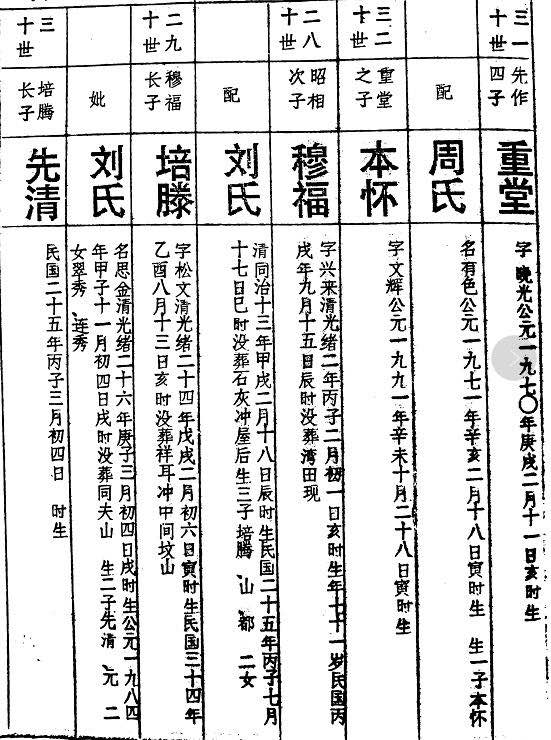 三一十世
先作四子
重堂
字晚光公元一九七〇年庚戌二月十一日亥时生
配
周氏
名有色公元一九七一年辛亥二月十八日寅时生 生一子本怀
三二十世
重堂之子
本怀
字文辉公元一九九一年辛未十月二十八日寅时生
二八十世
昭相次子
穆福
字兴来清光绪二年丙子二月初一日亥时生年七十一岁民国丙
戌年九月十五日辰时没葬湾田现
配
刘氏
清同治十三年甲戌二月十八日辰时生民国二十五年丙子七月
十七日巳时没葬石灰冲屋后生三子培腾 山 都 二女
二九十世
穆福长子
培滕
字松文清光绪二十四年戊戌二月初六日寅时生民国三十四年
乙酉八月十三日亥时没葬祥耳冲中间坟山
妣
刘氏
名思金清光绪二十六年庚子三月初四日戌时生公元一九八四
年甲子十一月初四日戌时没葬同夫山 生二子先清 元 二
女翠秀 连秀
三十世
培腾长子
先清
民国二十五年丙子三月初四日 时生